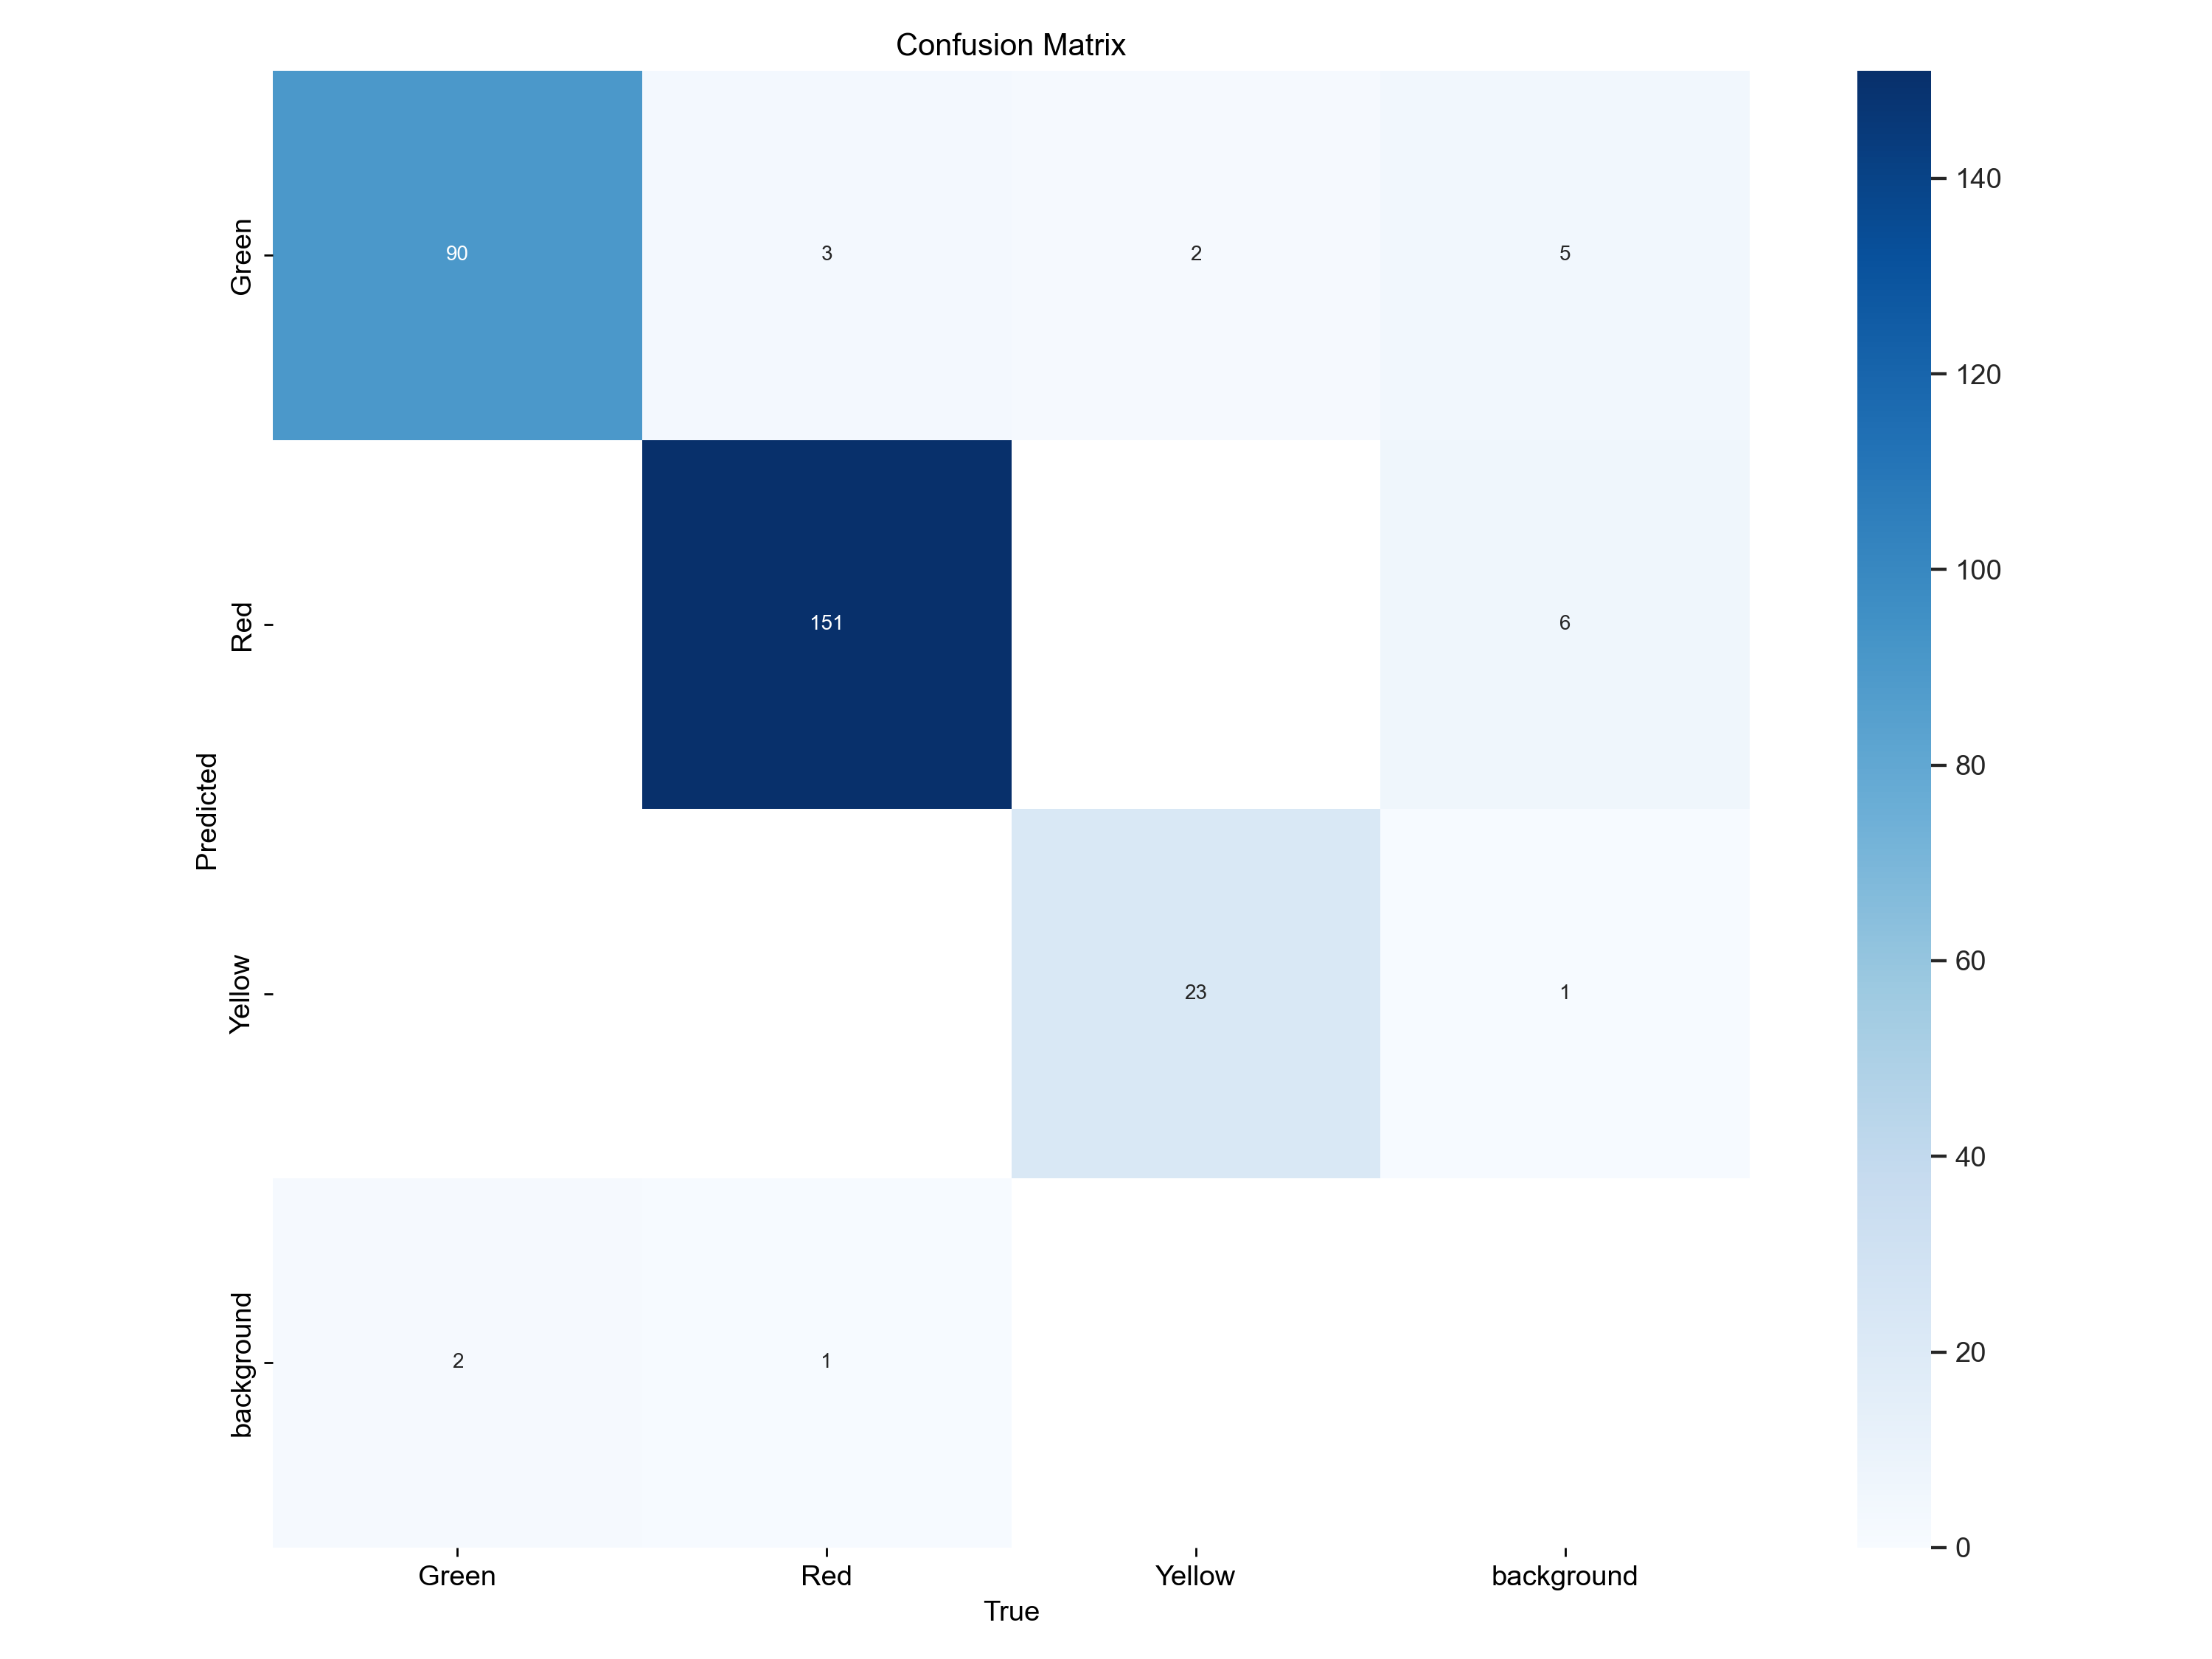 Confusion Matrix
Green
90
3
2
5
Red
151
6
Yellow
23
1
background
2
1
Green
Red
Yellow
background
True
Predicted
140
120
100
80
60
40
20
0